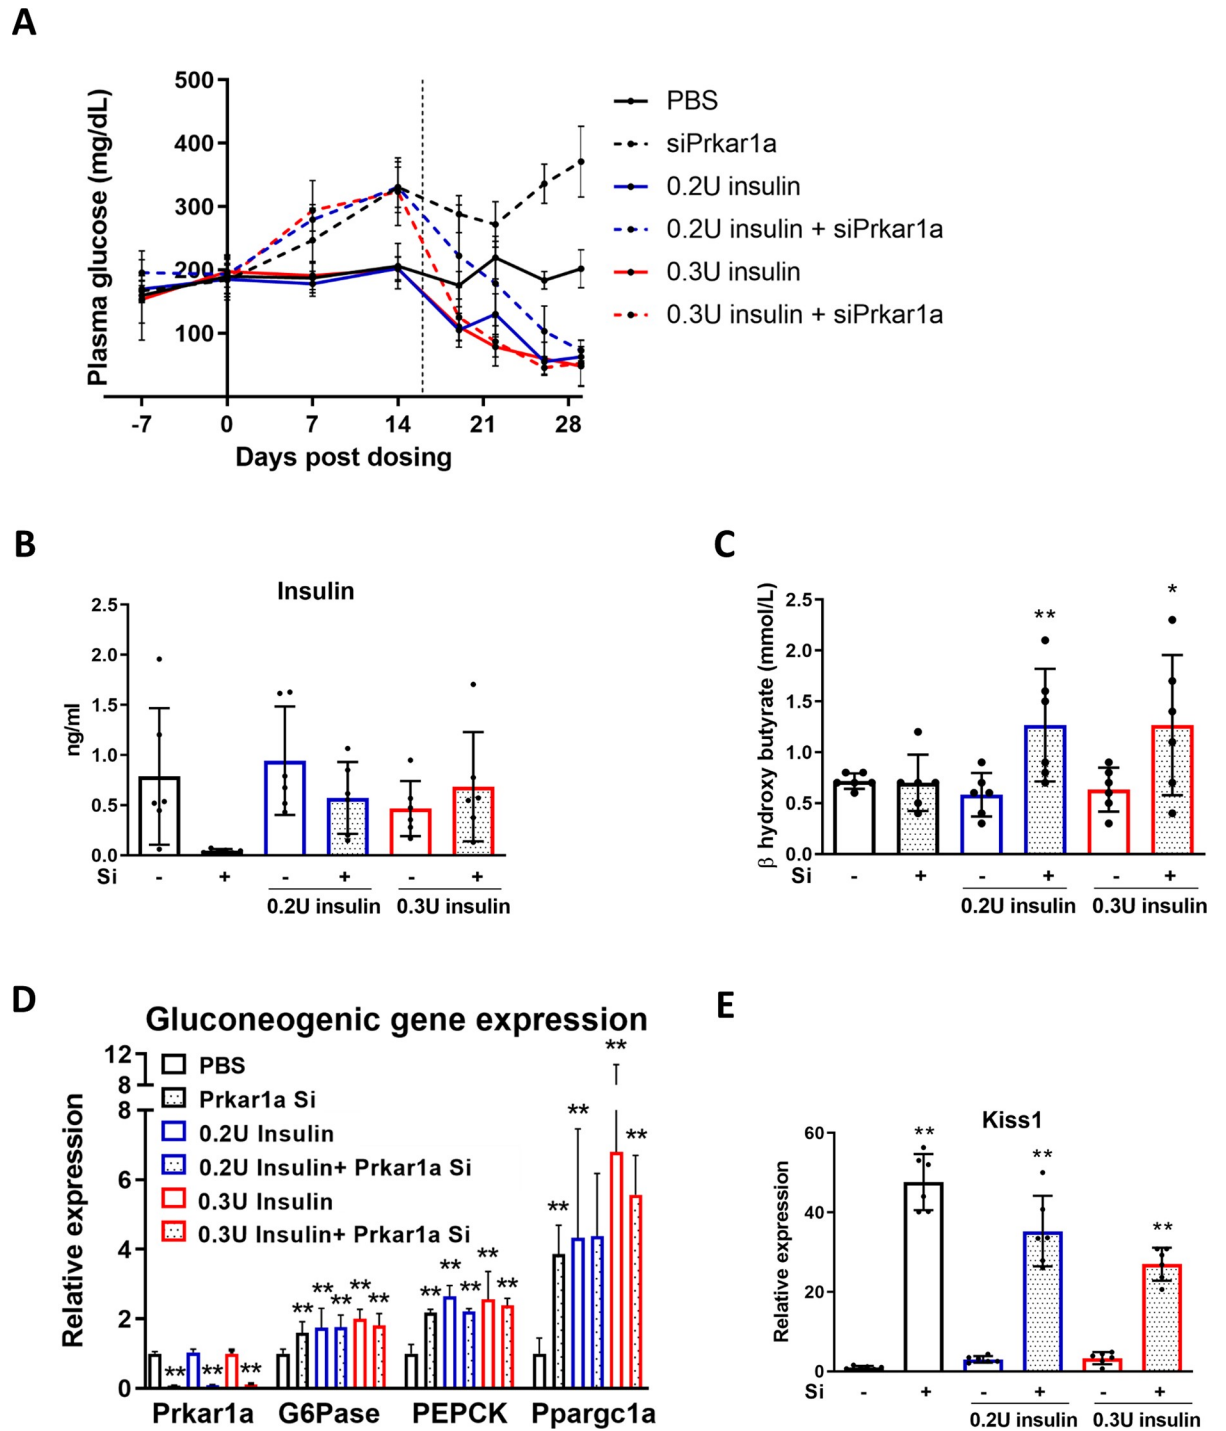 A
500
400
300
200
100
Plasma glucose (mg/dL)
-7 0 7 14 21 28
Days post dosing
PBS
siPrkar1a
0.2U insulin
0.2U insulin + siPrkar1a
0.3U insulin
0.3U insulin + siPrkar1a
B
Insulin
2.5
2.0
1.5
1.0
0.5
0.0
ng/ml
Si - + - + - +
0.2U insulin 0.3U insulin
C
2.5
2.0
1.5
1.0
0.5
0.0
β hydroxy butyrate (mmol/L)
** *
Si - + - + - +
0.2U insulin 0.3U insulin
D
Gluconeogenic gene expression
12
8
8
6
4
2
0
Relative expression
PBS
Prkar1a Si
0.2U Insulin
0.2U Insulin+ Prkar1a Si
0.3U Insulin
0.3U Insulin+ Prkar1a Si
** ** **
** ** ** ** **
** ** ** ** **
** ** ** **
Prkar1a G6Pase PEPCK Ppargc1a
E
Kiss1
60
40
20
0
Relative expression
** ** **
Si - + - + - +
0.2U insulin 0.3U insulin